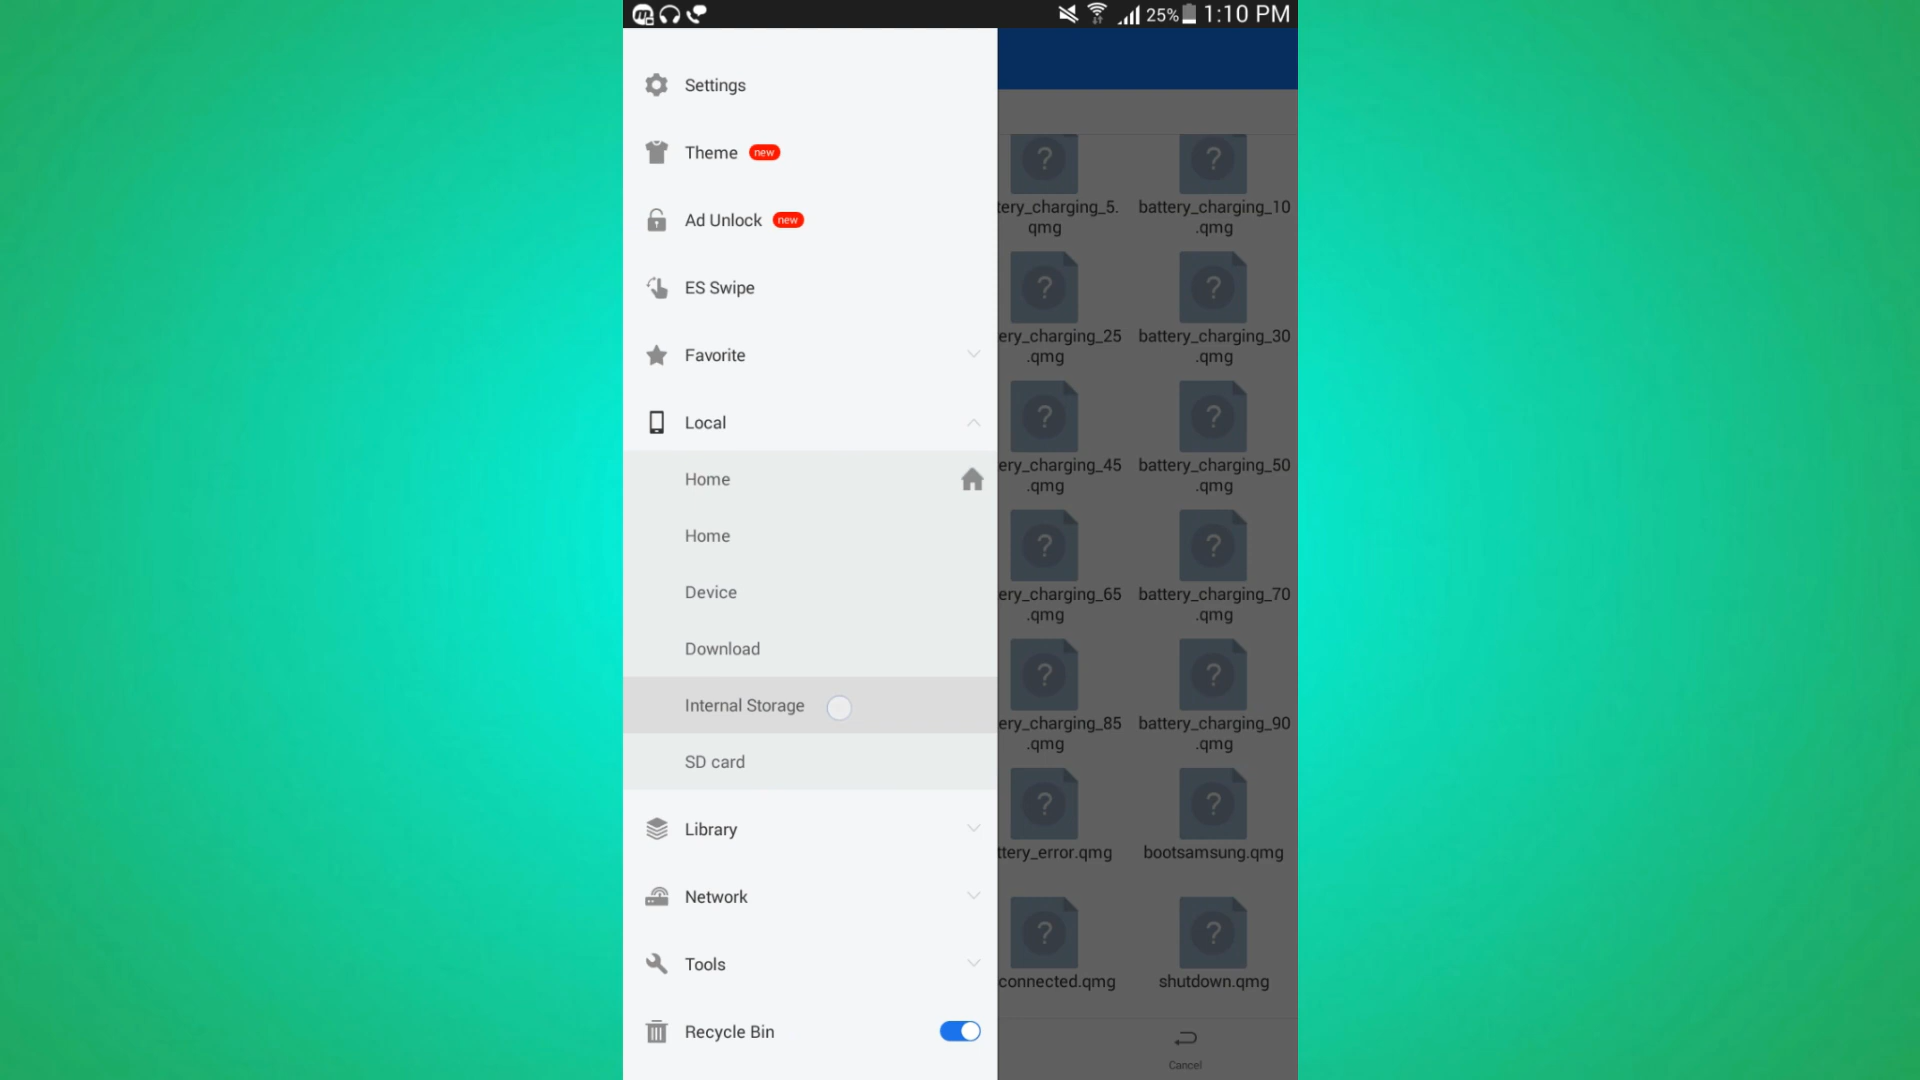 25% 1:10 PM
Settings
Theme new
Ad Unlock new
ES Swipe
Favorite
Local
Home
Home
Device
Download
Internal Storage
SD card
Library
Network
Tools
Recycle Bin
tery_charging_5.
qmg
battery_charging_10
.qmg
ery_charging_25
.qmg
battery_charging_30
.qmg
ery_charging_45
.qmg
battery_charging_50
.qmg
ery_charging_65
.qmg
battery_charging_70
.qmg
ery_charging_85
.qmg
battery_charging_90
.qmg
ttery_error.qmg
bootsamsung.qmg
connected.qmg
shutdown.qmg
Cancel